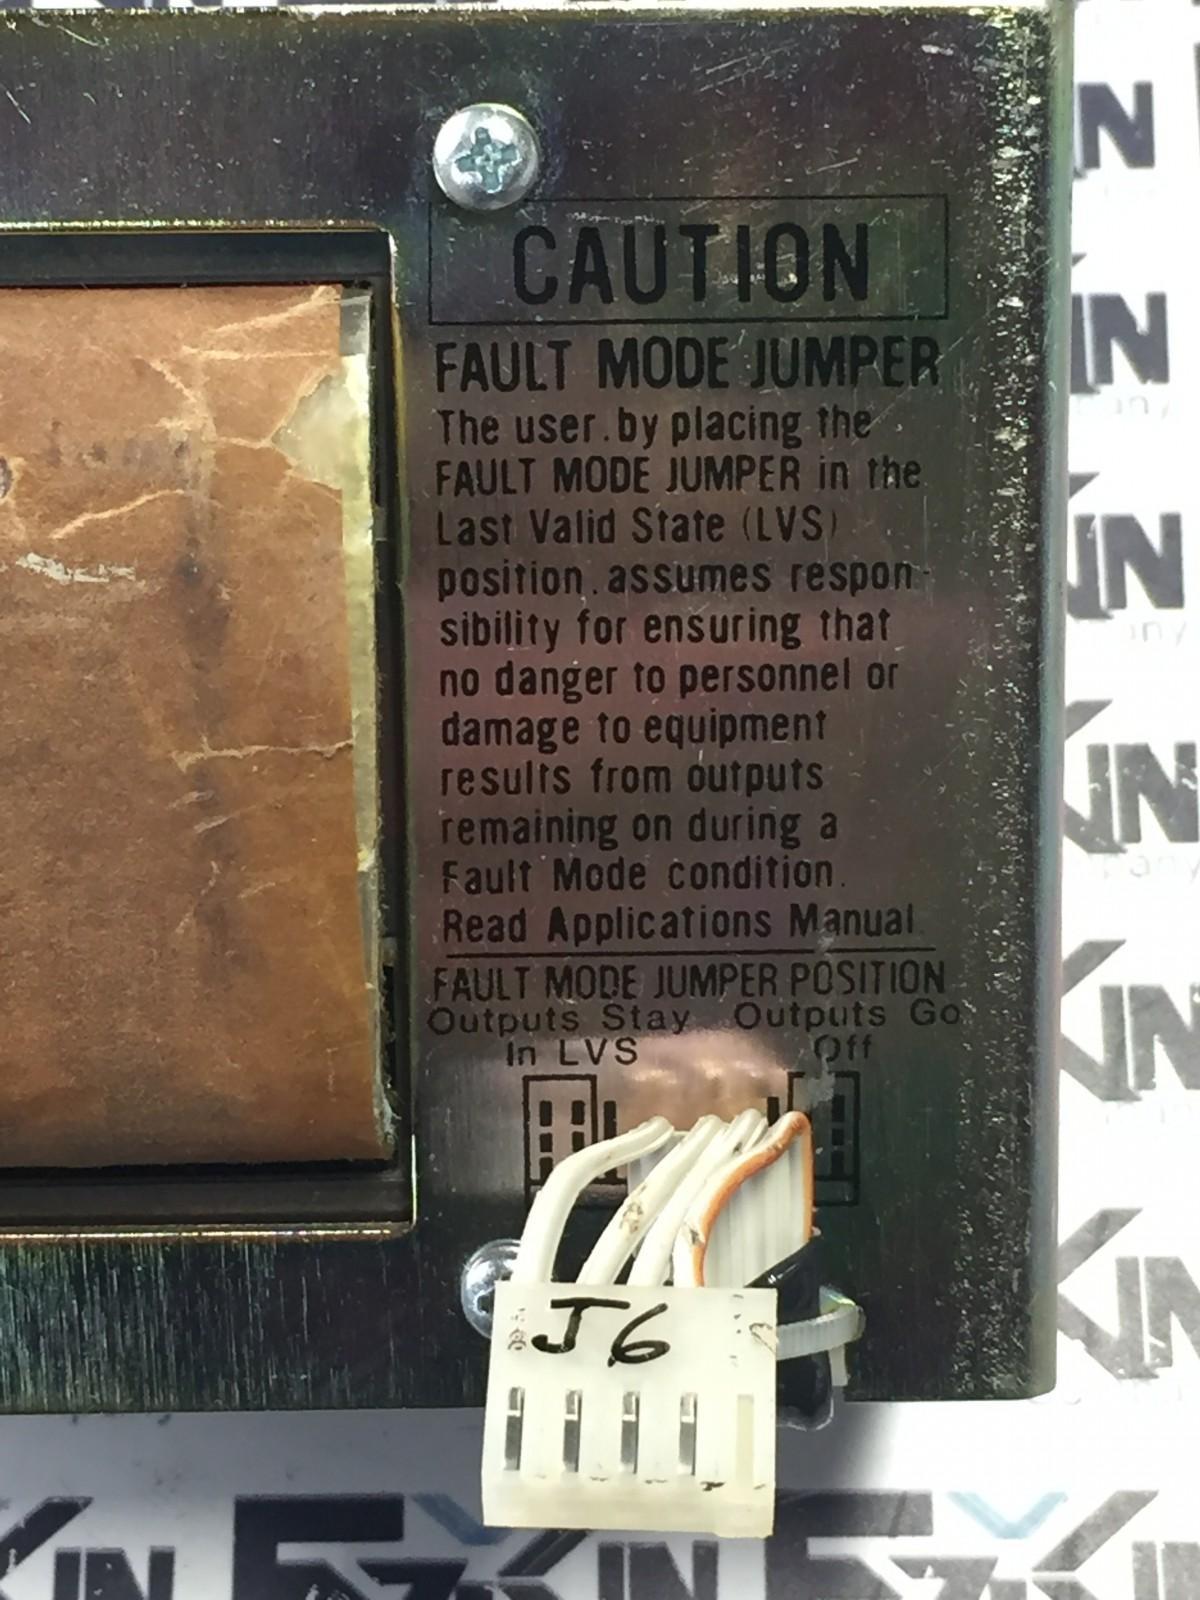 CAUTION
FAULT MODE JUMPER
The user. by placing the
FAULT MODE JUMPER in the
Last Valid State (LVS)
position. assumes respon-
sibility for ensuring that
no danger to personnel or
damage to equipment
results from outputs
remaining on during a
Fault Mode condition.
Read Applications Manual.
FAULT MODE JUMPER POSITION
Outputs Stay Outputs Go
In LVS Off
J6